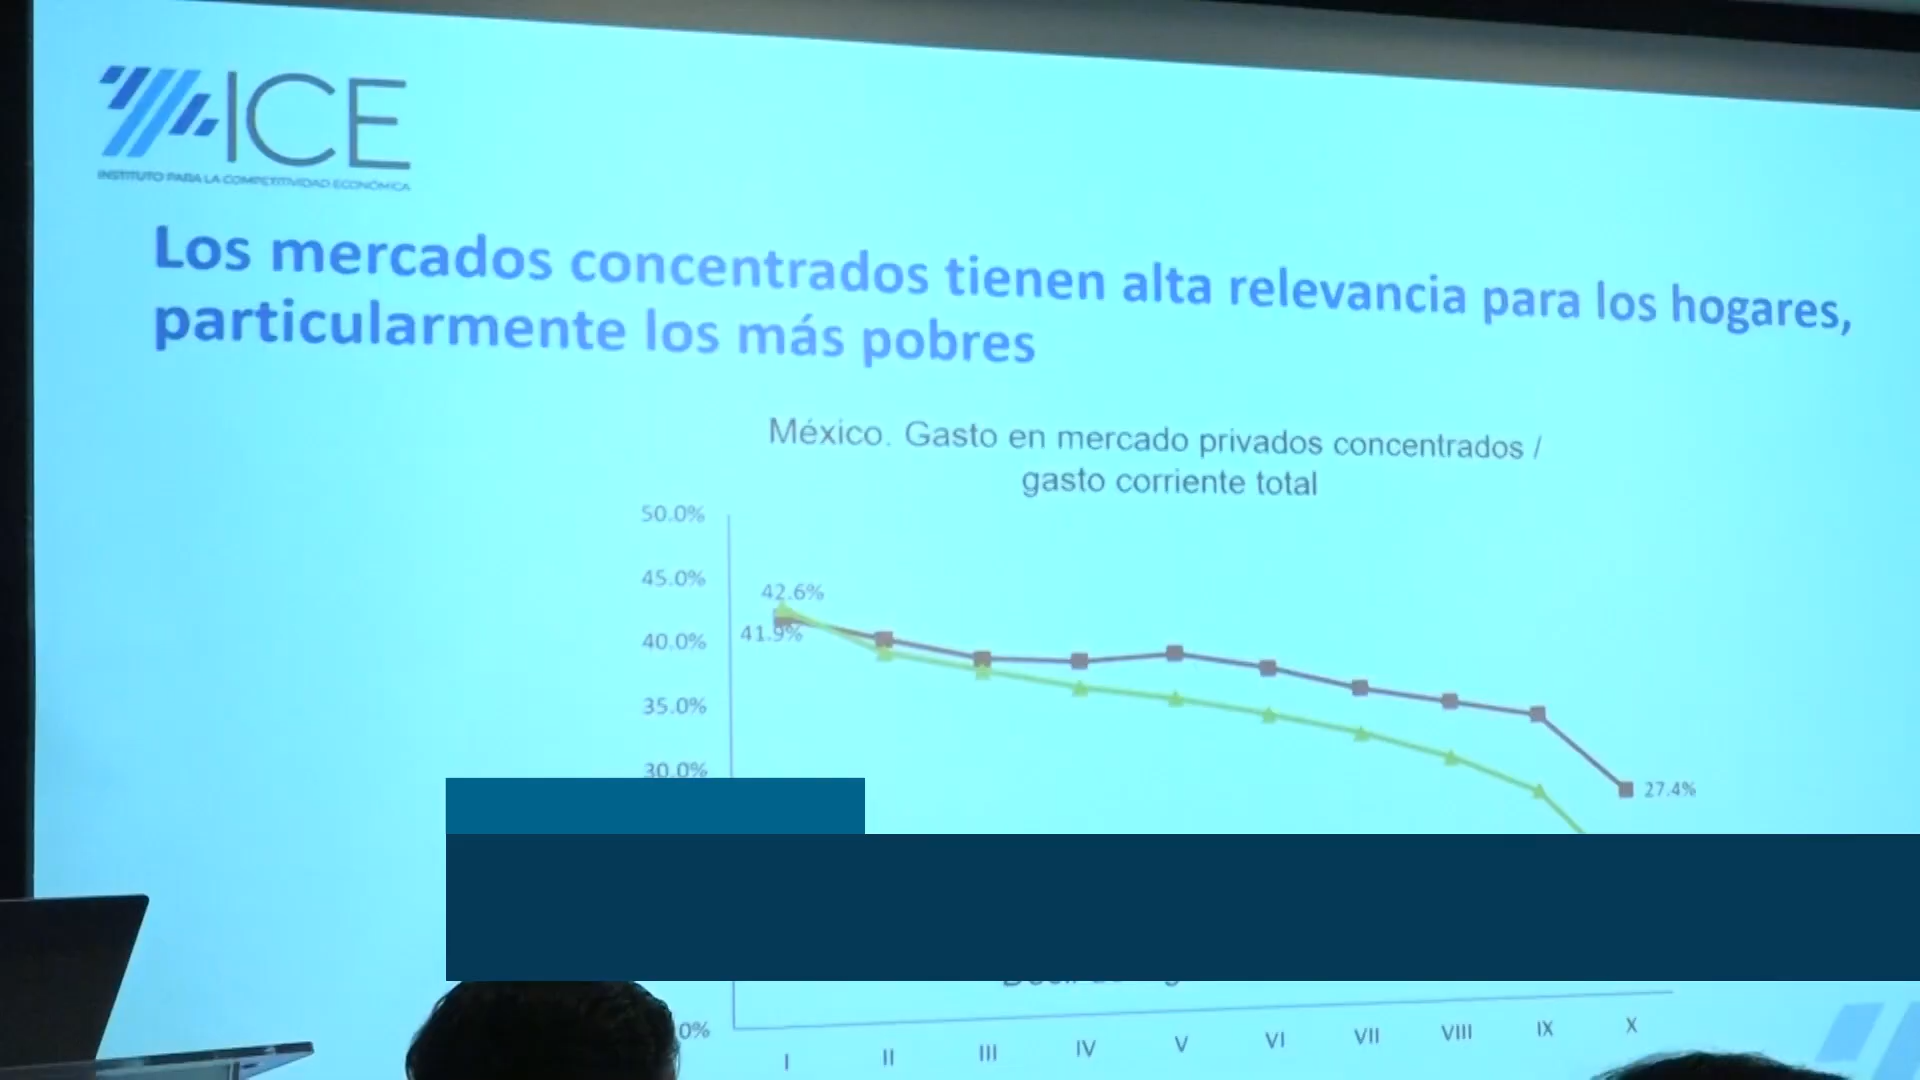 ICE
INSTITUTO PARA LA COMPETITIVIDAD ECONÓMICA
Los mercados concentrados tienen alta relevancia para los hogares,
particularmente los más pobres
México. Gasto en mercado privados concentrados /
gasto corriente total
50.0%
45.0%
42.6%
41.9%
40.0%
35.0%
30.0%
27.4%
I II III IV V VI VII VIII IX X